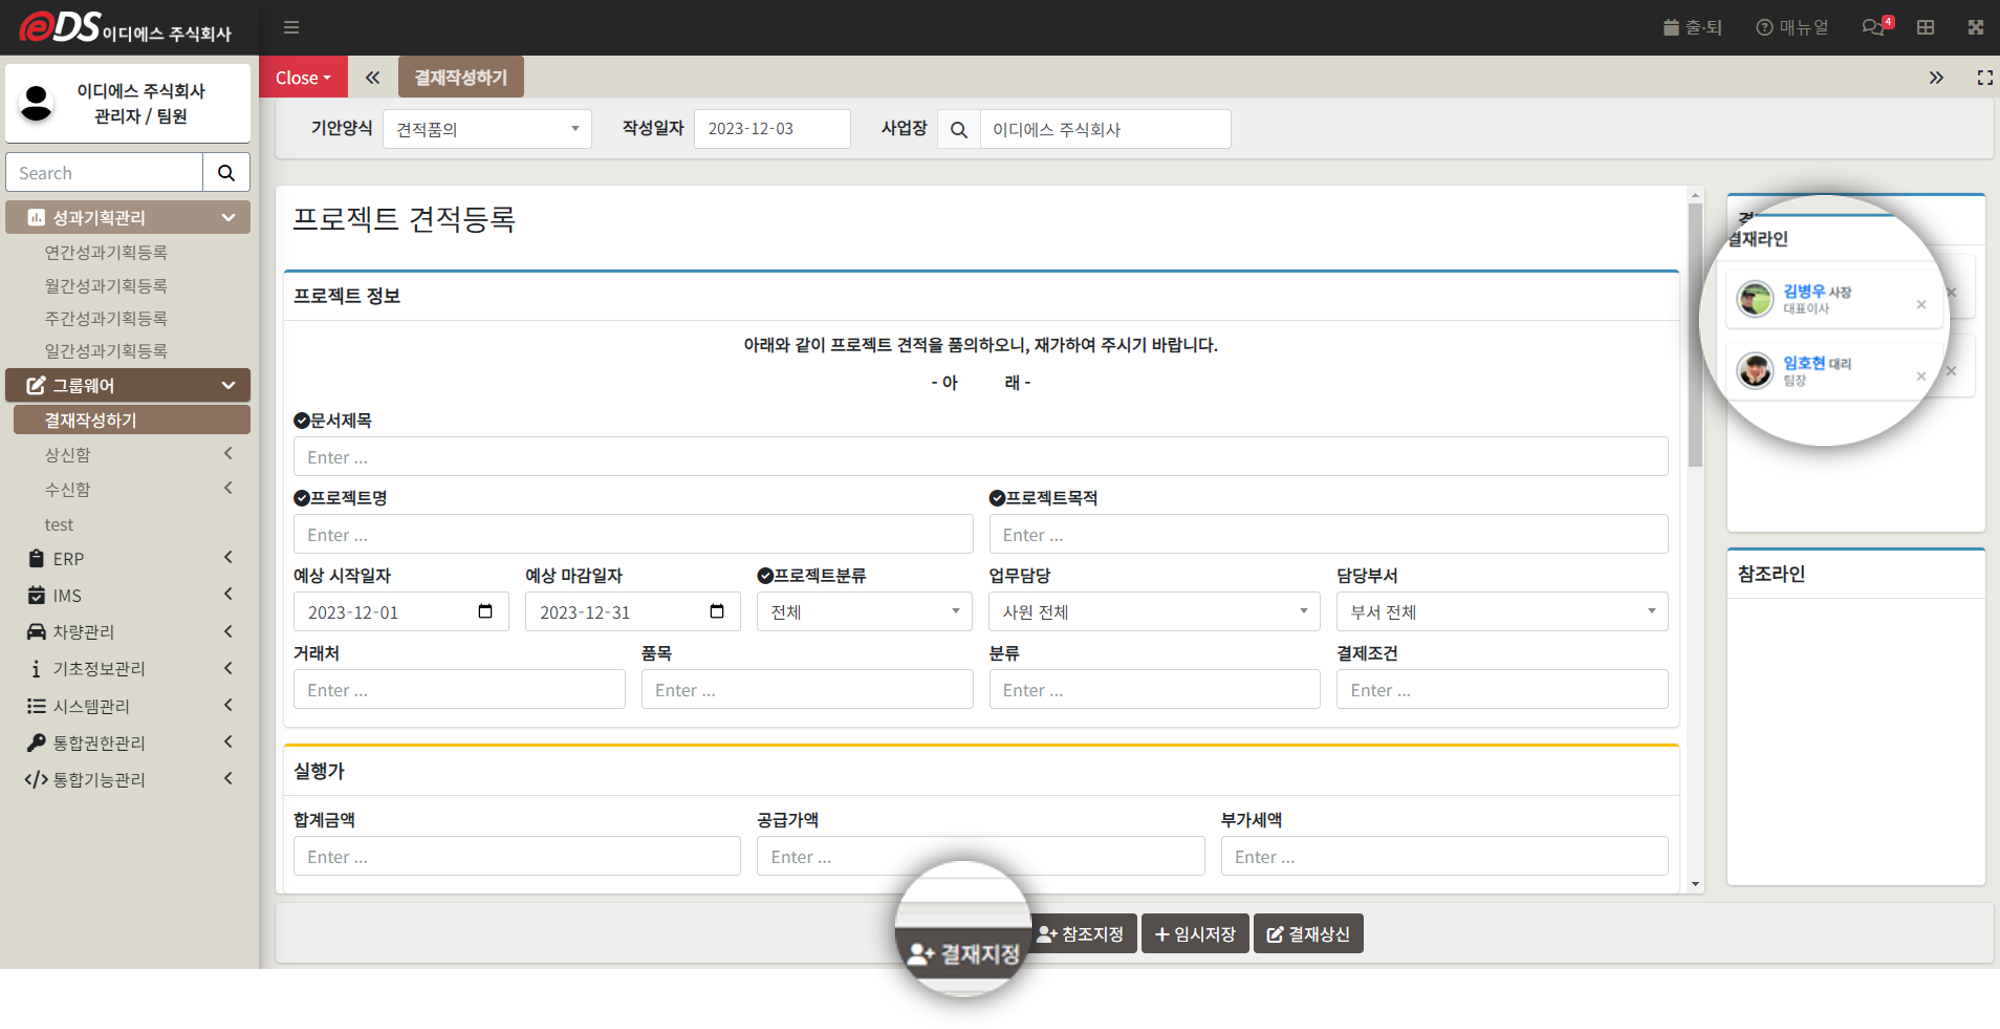 eDS 이디에스 주식회사
출·퇴
매뉴얼
4
이디에스 주식회사
관리자 / 팀원
Search
성과기획관리
연간성과기획등록
월간성과기획등록
주간성과기획등록
일간성과기획등록
그룹웨어
결재작성하기
상신함
수신함
test
ERP
IMS
차량관리
기초정보관리
시스템관리
통합권한관리
통합기능관리
Close
결재작성하기
기안양식 견적품의 작성일자 2023-12-03 사업장 이디에스 주식회사
프로젝트 견적등록
프로젝트 정보
아래와 같이 프로젝트 견적을 품의하오니, 재가하여 주시기 바랍니다.
- 아 래 -
문서제목
Enter ...
프로젝트명 프로젝트목적
Enter ... Enter ...
예상 시작일자 예상 마감일자 프로젝트분류 업무담당 담당부서
2023-12-01 2023-12-31 전체 사원 전체 부서 전체
거래처 품목 분류 결제조건
Enter ... Enter ... Enter ... Enter ...
실행가
합계금액 공급가액 부가세액
Enter ... Enter ... Enter ...
결재지정 참조지정 임시저장 결재상신
결재라인
김병우 사장
대표이사
임호현 대리
팀장
참조라인